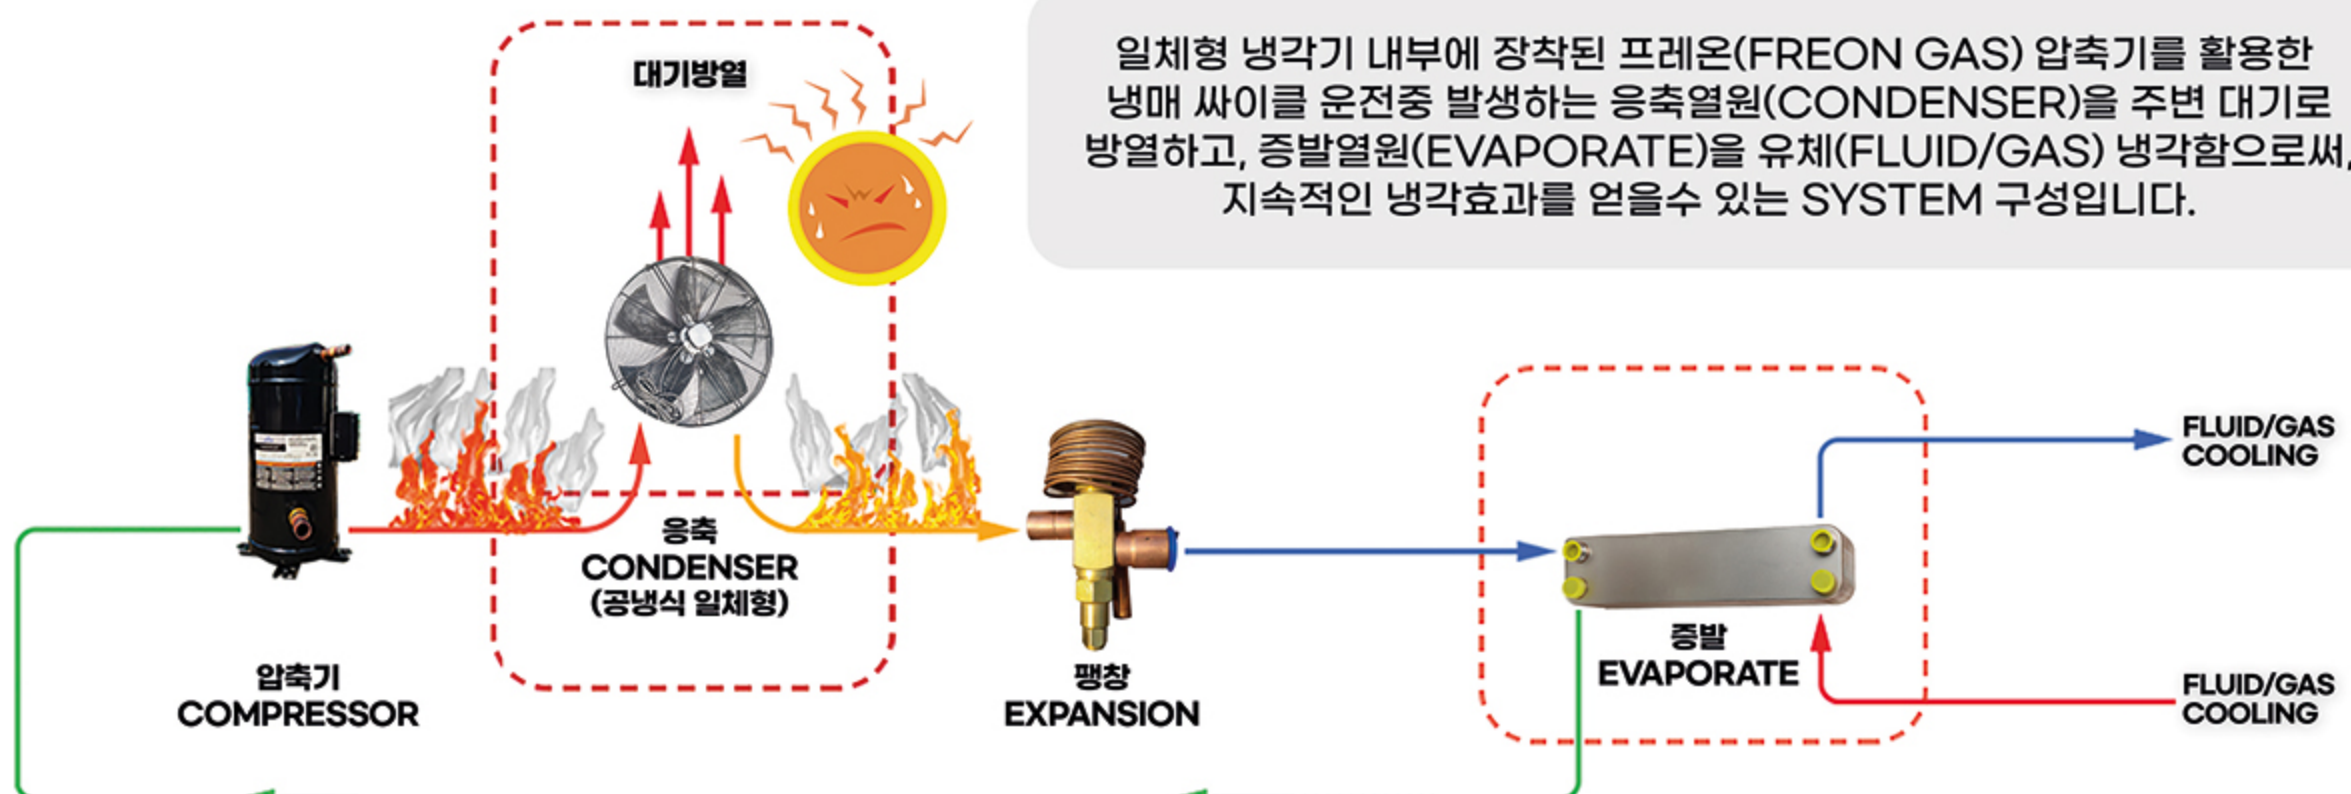 대기방열
일체형 냉각기 내부에 장착된 프레온(FREON GAS) 압축기를 활용한
냉매 싸이클 운전중 발생하는 응축열원(CONDENSER)을 주변 대기로
방열하고, 증발열원(EVAPORATE)을 유체(FLUID/GAS) 냉각함으로써,
지속적인 냉각효과를 얻을수 있는 SYSTEM 구성입니다.
응축
CONDENSER
(공냉식 일체형)
압축기
COMPRESSOR
팽창
EXPANSION
증발
EVAPORATE
FLUID/GAS
COOLING
FLUID/GAS
COOLING